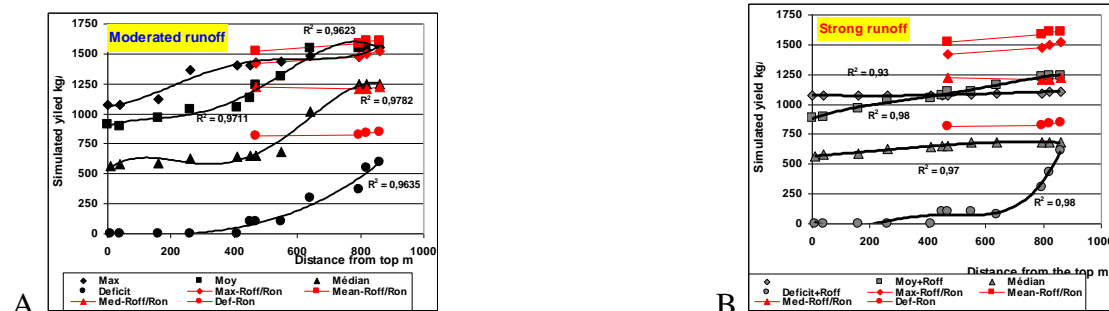 Moderated runoff
Simulated yied kg/
1750
1500
1250
1000
750
500
250
0
R² = 0,9623
R² = 0,9782
R² = 0,9711
R² = 0,9635
0 200 400 600 800 1000
Distance from top m
Max Moy Médian
Deficit Max-Roff/Ron Mean-Roff/Ron
Med-Roff/Ron Def-Ron
A
Strong runoff
Simulated yield kg/
1750
1500
1250
1000
750
500
250
0
R² = 0,93
R² = 0,98
R² = 0,97
R² = 0,98
0 200 400 600 800 1000
Distance from the top m
Moy+Roff Médian
Deficit+Roff Max-Roff/Ron Mean-Roff/Ron
Med-Roff/Ron Def-Ron
B